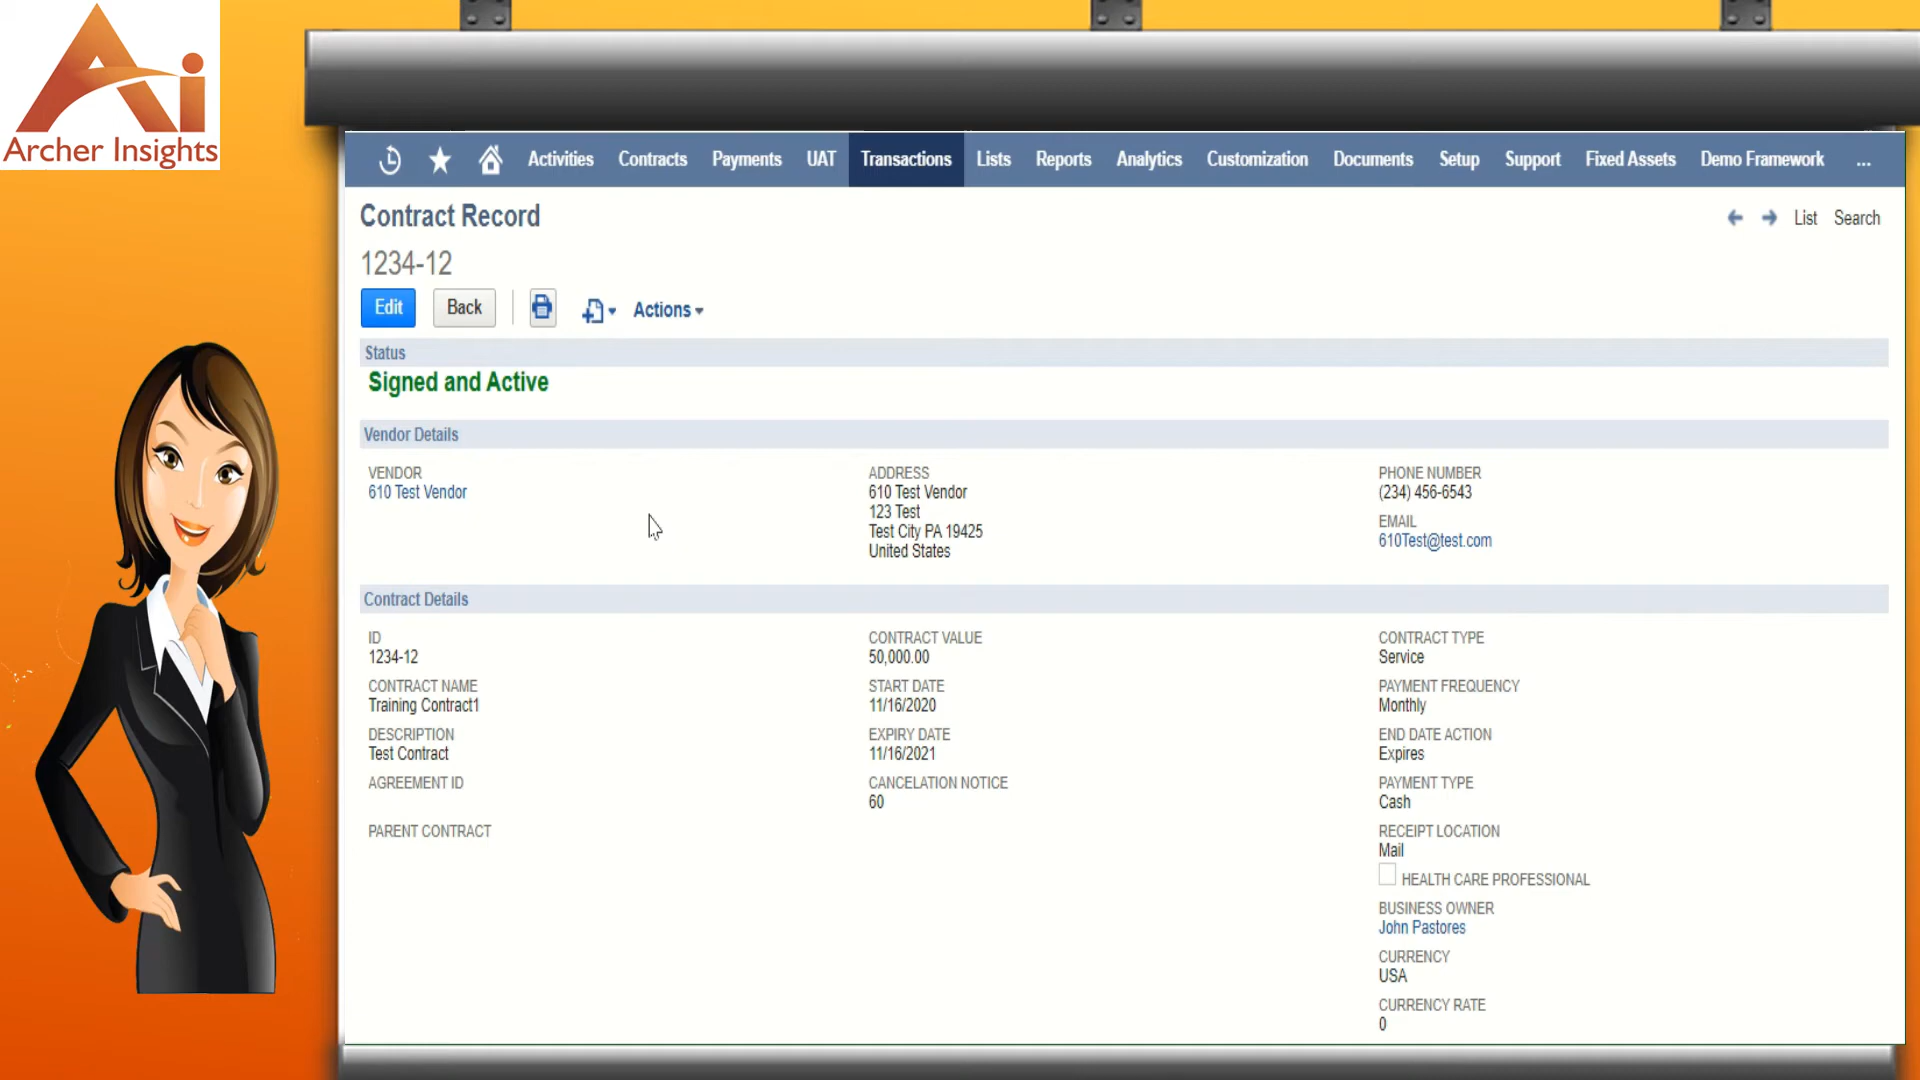 Ai
Archer Insights
Activities Contracts Payments UAT Transactions Lists Reports Analytics Customization Documents Setup Support Fixed Assets Demo Framework ...
Contract Record
List Search
1234-12
Edit Back Actions
Status
Signed and Active
Vendor Details
VENDOR
610 Test Vendor
ADDRESS
610 Test Vendor
123 Test
Test City PA 19425
United States
PHONE NUMBER
(234) 456-6543
EMAIL
610Test@test.com
Contract Details
ID
1234-12
CONTRACT NAME
Training Contract1
DESCRIPTION
Test Contract
AGREEMENT ID
PARENT CONTRACT
CONTRACT VALUE
50,000.00
START DATE
11/16/2020
EXPIRY DATE
11/16/2021
CANCELATION NOTICE
60
CONTRACT TYPE
Service
PAYMENT FREQUENCY
Monthly
END DATE ACTION
Expires
PAYMENT TYPE
Cash
RECEIPT LOCATION
Mail
HEALTH CARE PROFESSIONAL
BUSINESS OWNER
John Pastores
CURRENCY
USA
CURRENCY RATE
0